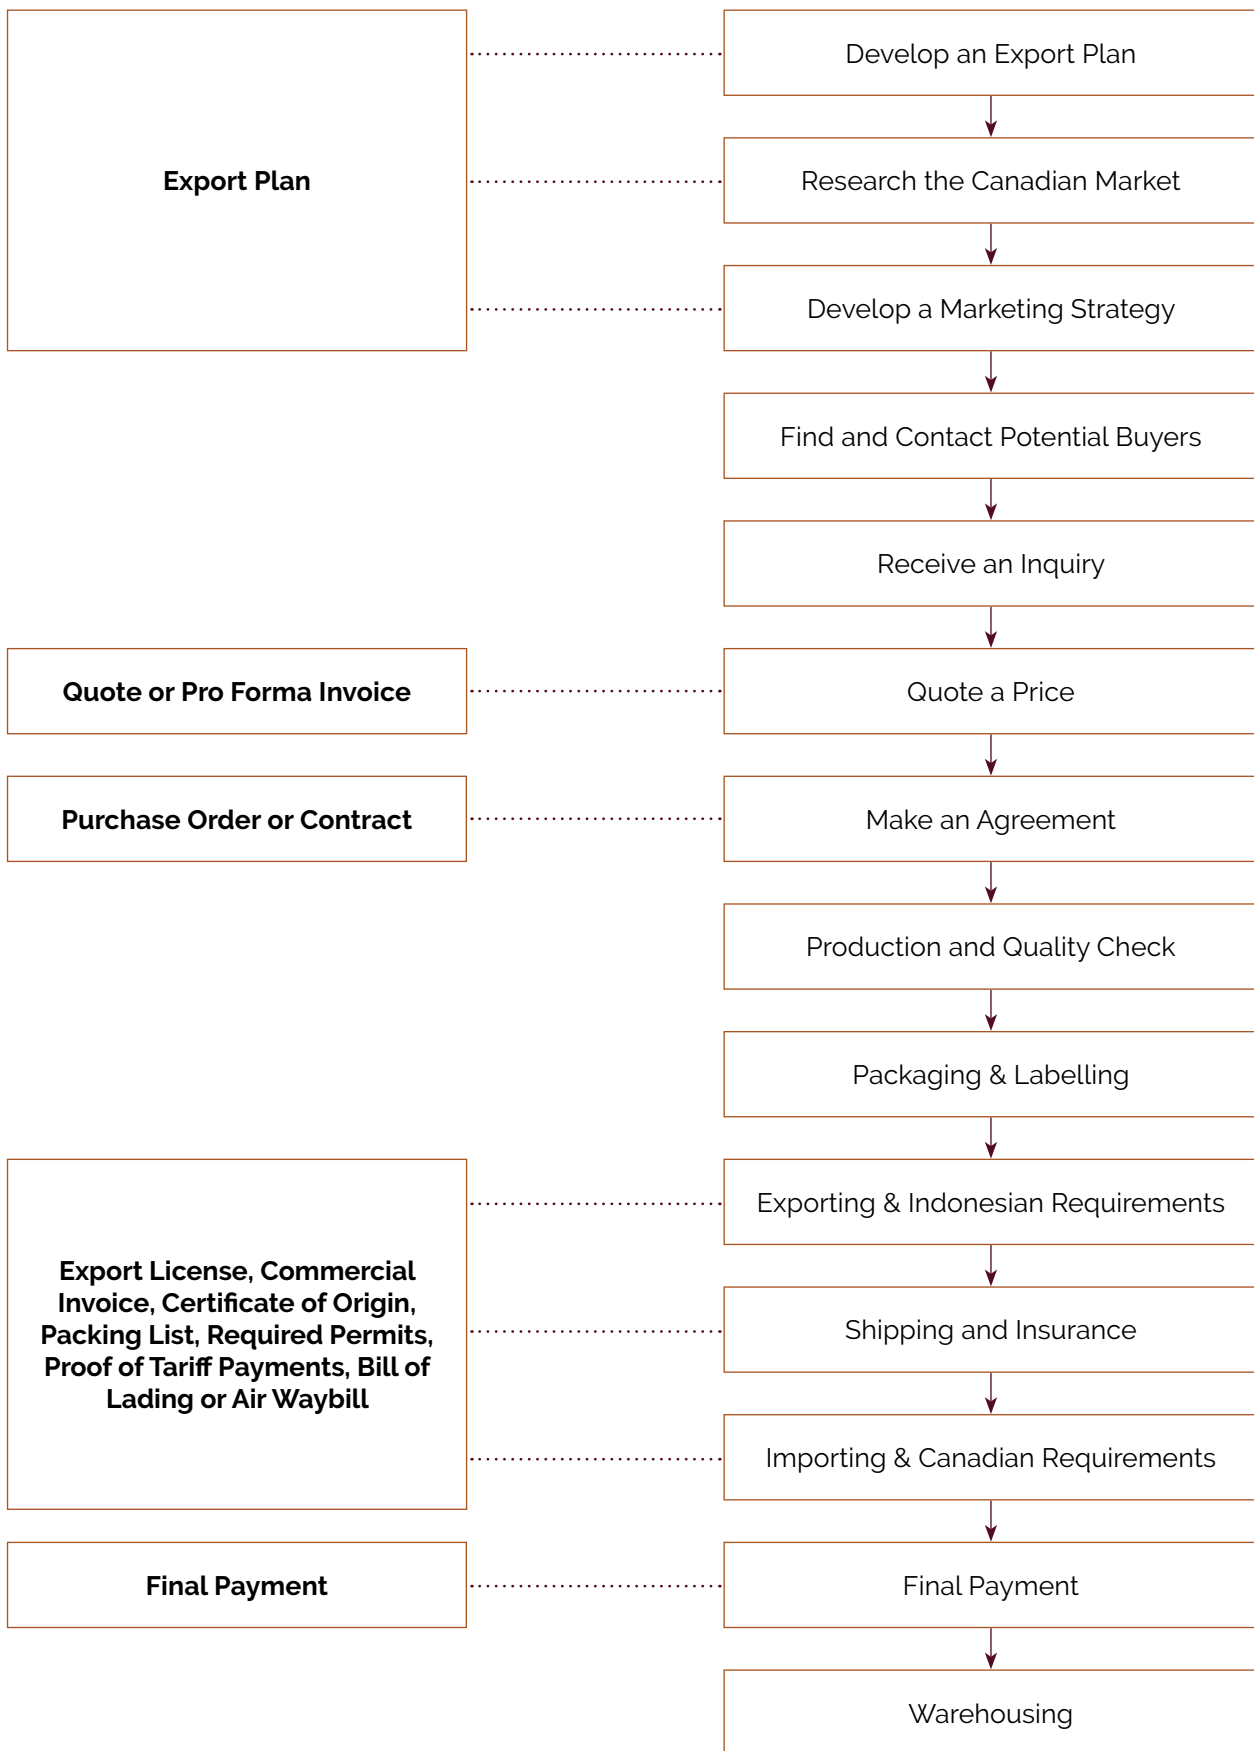 Develop an Export Plan
Export Plan
Research the Canadian Market
Develop a Marketing Strategy
Find and Contact Potential Buyers
Receive an Inquiry
Quote or Pro Forma Invoice
Quote a Price
Purchase Order or Contract
Make an Agreement
Production and Quality Check
Packaging & Labelling
Exporting & Indonesian Requirements
Export License, Commercial
Invoice, Certificate of Origin,
Packing List, Required Permits,
Proof of Tariff Payments, Bill of
Lading or Air Waybill
Shipping and Insurance
Importing & Canadian Requirements
Final Payment
Final Payment
Warehousing